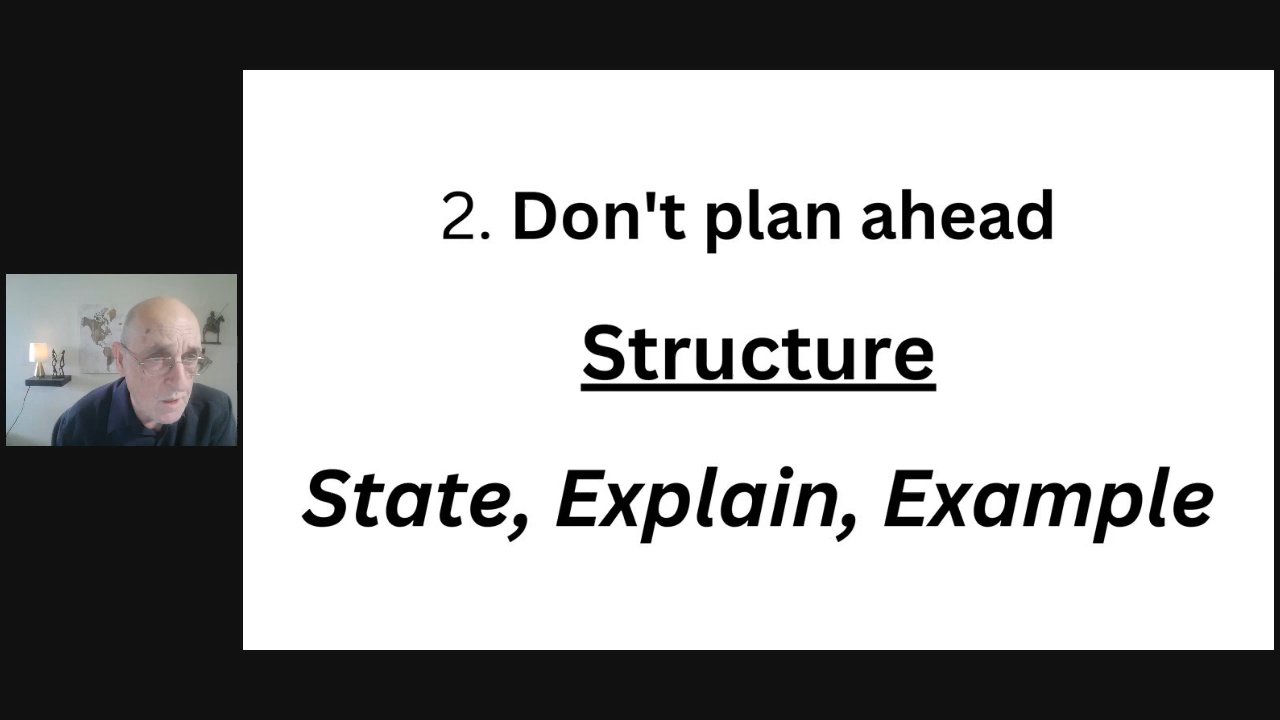 2. Don't plan ahead
Structure
State, Explain, Example